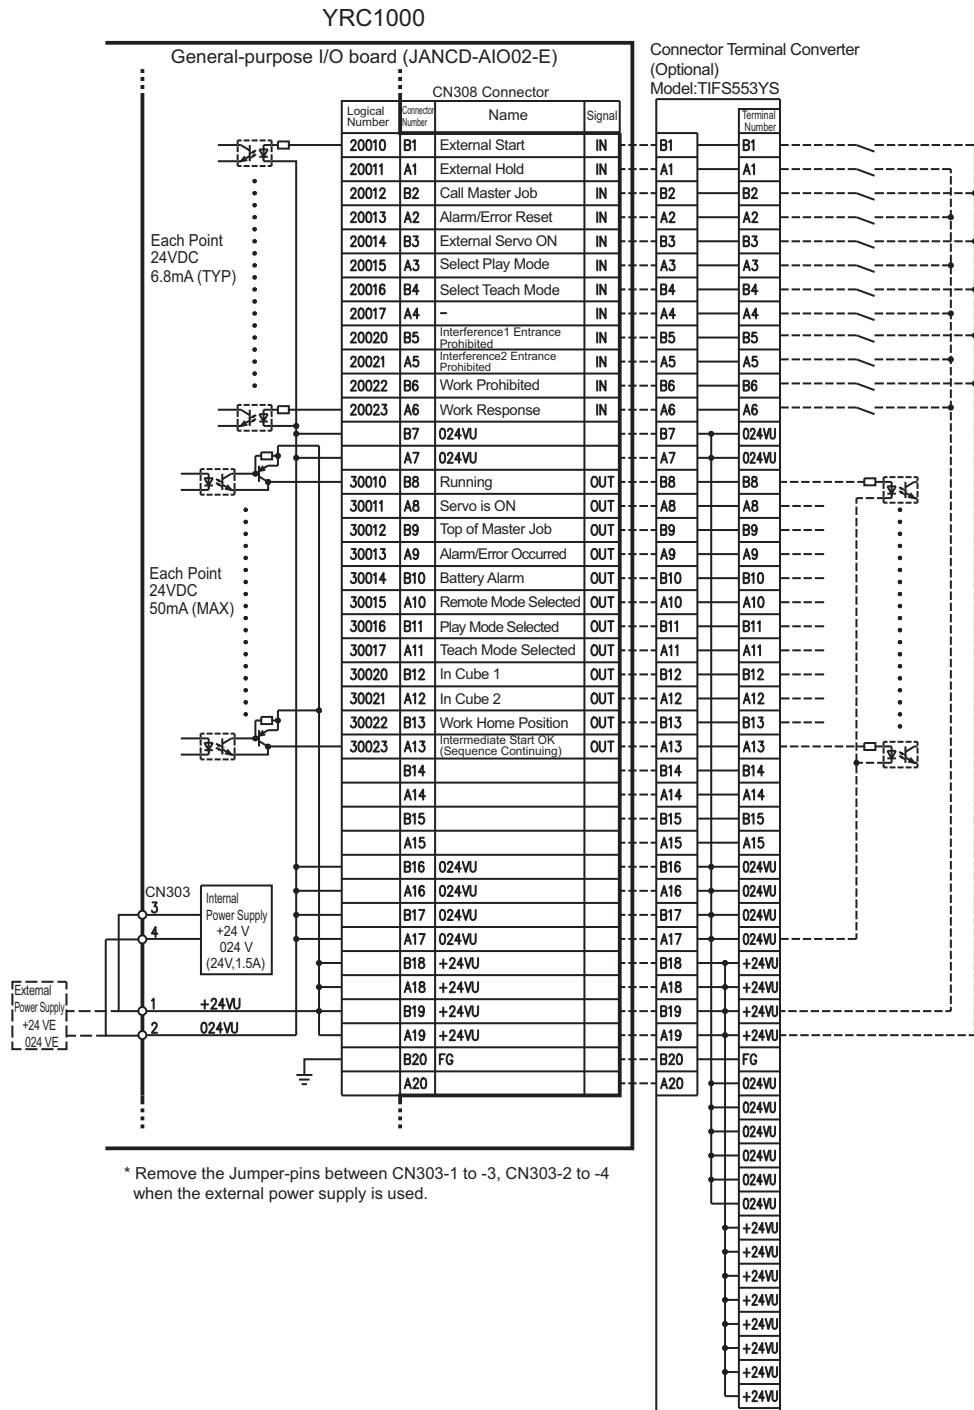 YRC1000
General-purpose I/O board (JANCD-AIO02-E)
Connector Terminal Converter
(Optional)
Model:TIFS553YS
CN308 Connector
Logical Number Connector Number Name Signal Terminal Number
20010 B1 External Start IN B1 B1
20011 A1 External Hold IN A1 A1
20012 B2 Call Master Job IN B2 B2
20013 A2 Alarm/Error Reset IN A2 A2
20014 B3 External Servo ON IN B3 B3
20015 A3 Select Play Mode IN A3 A3
20016 B4 Select Teach Mode IN B4 B4
20017 A4 – IN A4 A4
20020 B5 Interference1 Entrance Prohibited IN B5 B5
20021 A5 Interference2 Entrance Prohibited IN A5 A5
20022 B6 Work Prohibited IN B6 B6
20023 A6 Work Response IN A6 A6
B7 024VU B7 024VU
A7 024VU A7 024VU
30010 B8 Running OUT B8 B8
30011 A8 Servo is ON OUT A8 A8
30012 B9 Top of Master Job OUT B9 B9
30013 A9 Alarm/Error Occurred OUT A9 A9
30014 B10 Battery Alarm OUT B10 B10
30015 A10 Remote Mode Selected OUT A10 A10
30016 B11 Play Mode Selected OUT B11 B11
30017 A11 Teach Mode Selected OUT A11 A11
30020 B12 In Cube 1 OUT B12 B12
30021 A12 In Cube 2 OUT A12 A12
30022 B13 Work Home Position OUT B13 B13
30023 A13 Intermediate Start OK (Sequence Continuing) OUT A13 A13
B14 B14 B14
A14 A14 A14
B15 B15 B15
A15 A15 A15
B16 024VU B16 024VU
A16 024VU A16 024VU
B17 024VU B17 024VU
A17 024VU A17 024VU
B18 +24VU B18 +24VU
A18 +24VU A18 +24VU
B19 +24VU B19 +24VU
A19 +24VU A19 +24VU
B20 FG B20 FG
A20 A20 024VU
024VU
024VU
024VU
024VU
024VU
+24VU
+24VU
+24VU
+24VU
+24VU
+24VU
+24VU
+24VU
Each Point
24VDC
6.8mA (TYP)
Each Point
24VDC
50mA (MAX)
CN303
3
4
Internal
Power Supply
+24 V
024 V
(24V,1.5A)
1 +24VU
2 024VU
External
Power Supply
+24 VE
024 VE
* Remove the Jumper-pins between CN303-1 to -3, CN303-2 to -4
when the external power supply is used.